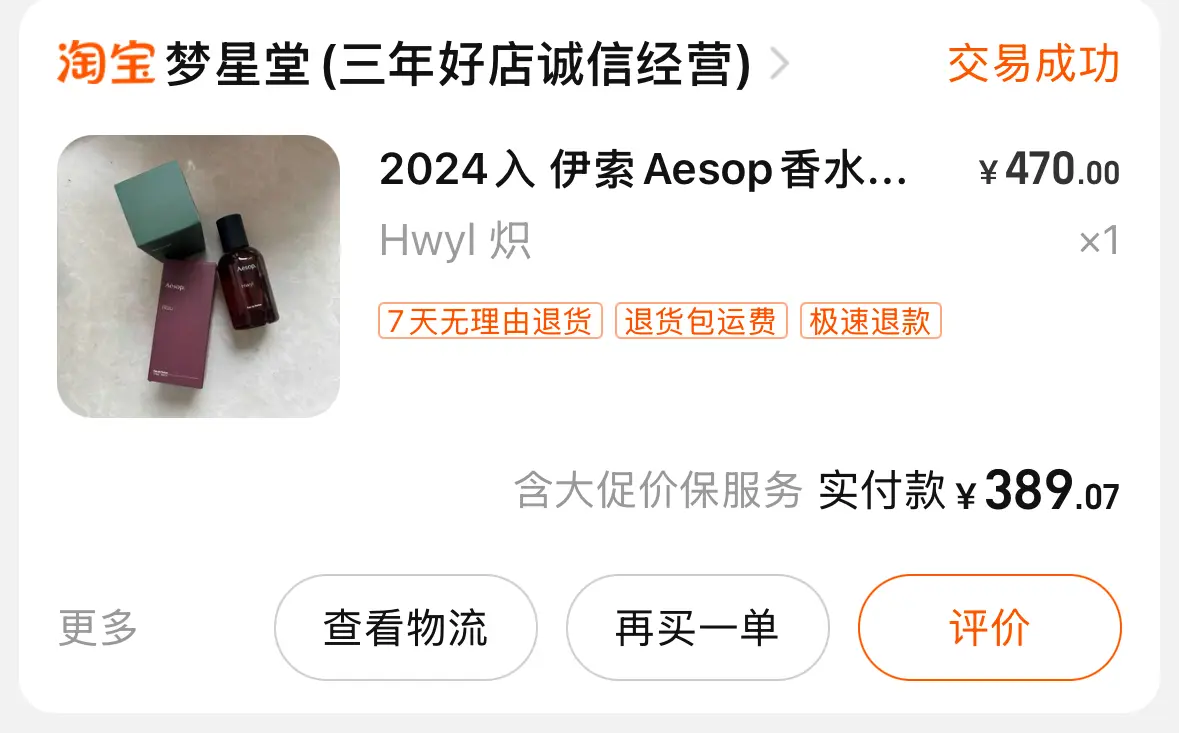 淘宝 梦星堂 (三年好店诚信经营) >
交易成功
2024入 伊索Aesop香水...
¥470.00
Hwyl 炽
×1
Aesop.
Aesop.
Hwyl
7天无理由退货 退货包运费 极速退款
含大促价保服务 实付款 ¥389.07
更多 查看物流 再买一单 评价